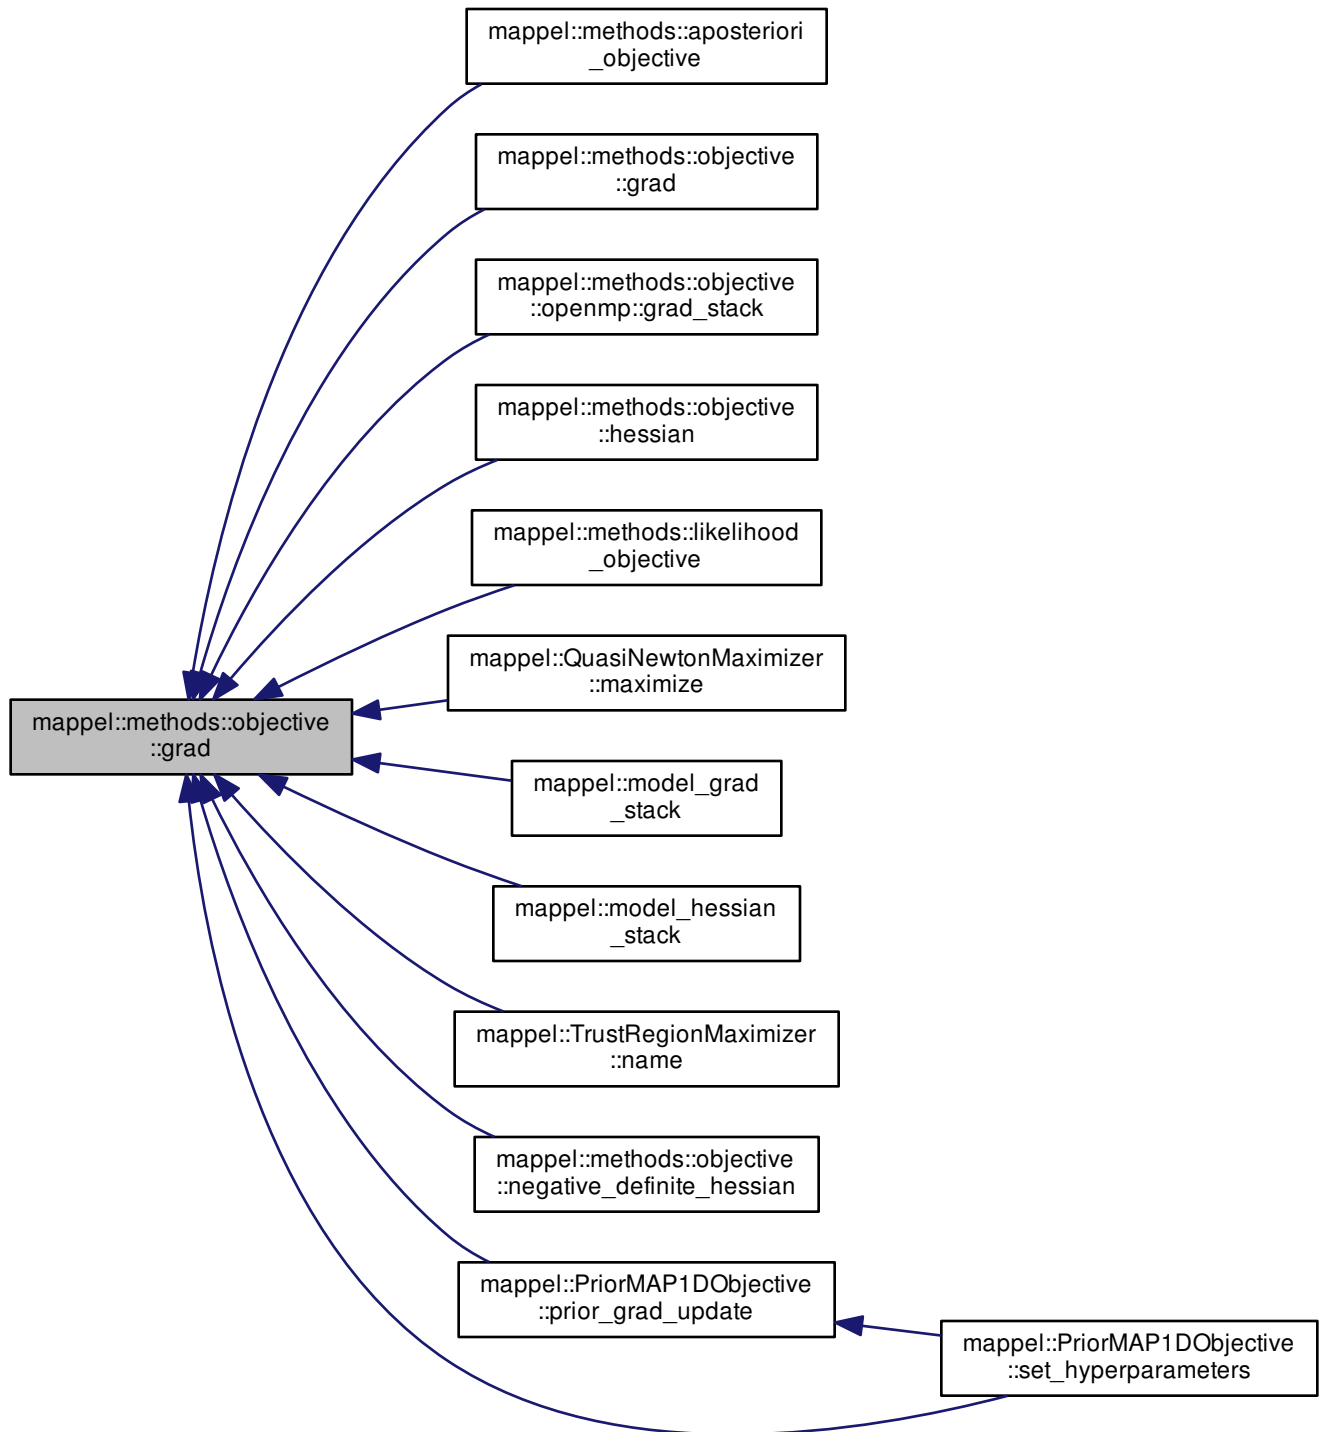 mappel::methods::aposteriori
_objective
mappel::methods::objective
::grad
mappel::methods::objective
::openmp::grad_stack
mappel::methods::objective
::hessian
mappel::methods::likelihood
_objective
mappel::QuasiNewtonMaximizer
::maximize
mappel::methods::objective
::grad
mappel::model_grad
_stack
mappel::model_hessian
_stack
mappel::TrustRegionMaximizer
::name
mappel::methods::objective
::negative_definite_hessian
mappel::PriorMAP1DObjective
::prior_grad_update
mappel::PriorMAP1DObjective
::set_hyperparameters